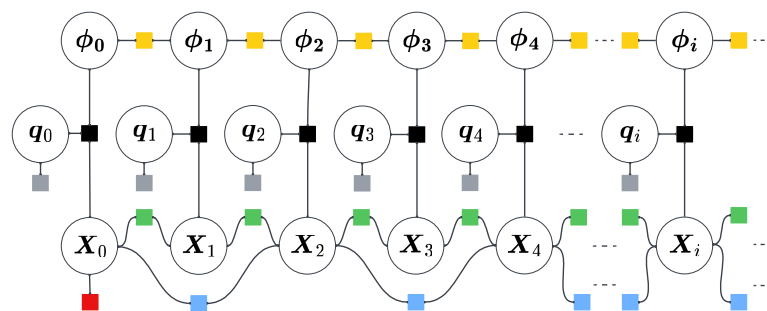 ϕ₀ ϕ₁ ϕ₂ ϕ₃ ϕ₄ ϕᵢ
q₀ q₁ q₂ q₃ q₄ qᵢ
X₀ X₁ X₂ X₃ X₄ Xᵢ